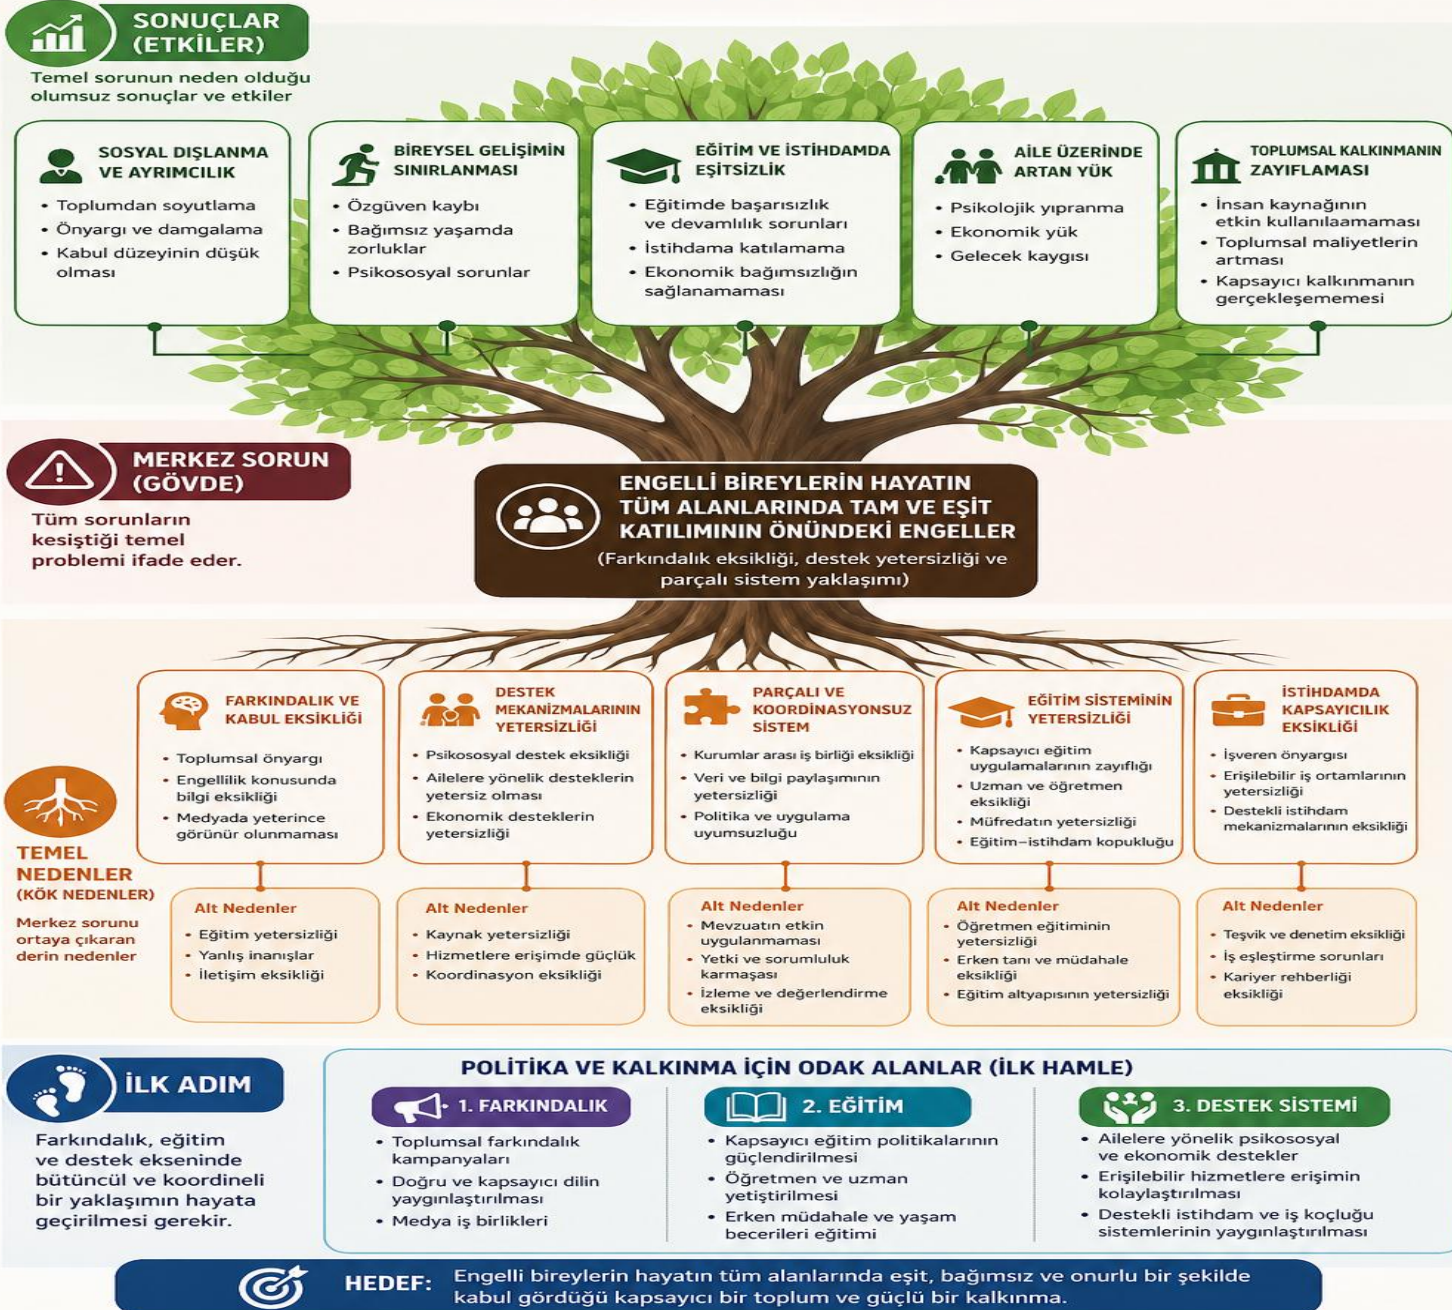 SONUÇLAR
(ETKİLER)
Temel sorunun neden olduğu
olumsuz sonuçlar ve etkiler
SOSYAL DIŞLANMA
VE AYRIMCILIK
• Toplumdan soyutlama
• Önyargı ve damgalama
• Kabul düzeyinin düşük
olması
BİREYSEL GELİŞİMİN
SINIRLANMASI
• Özgüven kaybı
• Bağımsız yaşamda
zorluklar
• Psikososyal sorunlar
EĞİTİM VE İSTİHDAMDA
EŞİTSİZLİK
• Eğitimde başarısızlık
ve devamlılık sorunları
• İstihdama katılamama
• Ekonomik bağımsızlığın
sağlanamaması
AİLE ÜZERİNDE
ARTAN YÜK
• Psikolojik yıpranma
• Ekonomik yük
• Gelecek kaygısı
TOPLUMSAL KALKINMANIN
ZAYIFLAMASI
• İnsan kaynağının
etkin kullanılaamaması
• Toplumsal maliyetlerin
artması
• Kapsayıcı kalkınmanın
gerçekleşememesi
MERKEZ SORUN
(GÖVDE)
Tüm sorunların
kesiştiği temel
problemi ifade eder.
ENGELLİ BİREYLERİN HAYATIN
TÜM ALANLARINDA TAM VE EŞİT
KATILIMININ ÖNÜNDEKİ ENGELLER
(Farkındalık eksikliği, destek yetersizliği ve
parçalı sistem yaklaşımı)
TEMEL
NEDENLER
(KÖK NEDENLER)
Merkez sorunu
ortaya çıkaran
derin nedenler
FARKINDALIK VE
KABUL EKSİKLİĞİ
• Toplumsal önyargı
• Engellilik konusunda
bilgi eksikliği
• Medyada yeterince
görünür olunmaması
DESTEK
MEKANİZMALARININ
YETERSİZLİĞİ
• Psikososyal destek eksikliği
• Ailelere yönelik desteklerin
yetersiz olması
• Ekonomik desteklerin
yetersizliği
PARÇALI VE
KOORDİNASYONSUZ
SİSTEM
• Kurumlar arası iş birliği eksikliği
• Veri ve bilgi paylaşımının
yetersizliği
• Politika ve uygulama
uyumsuzluğu
EĞİTİM SİSTEMİNİN
YETERSİZLİĞİ
• Kapsayıcı eğitim
uygulamalarının zayıflığı
• Uzman ve öğretmen
eksikliği
• Müfredatın yetersizliği
• Eğitim–istihdam kopukluğu
İSTİHDAMDA
KAPSAYICILIK
EKSİKLİĞİ
• İşveren önyargısı
• Erişilebilir iş ortamlarının
yetersizliği
• Destekli istihdam
mekanizmalarının eksikliği
Alt Nedenler
• Eğitim yetersizliği
• Yanlış inanışlar
• İletişim eksikliği
Alt Nedenler
• Kaynak yetersizliği
• Hizmetlere erişimde güçlük
• Koordinasyon eksikliği
Alt Nedenler
• Mevzuatın etkin
uygulanmaması
• Yetki ve sorumluluk
karmaşası
• İzleme ve değerlendirme
eksikliği
Alt Nedenler
• Öğretmen eğitiminin
yetersizliği
• Erken tanı ve müdahale
eksikliği
• Eğitim altyapısının yetersizliği
Alt Nedenler
• Teşvik ve denetim eksikliği
• İş eşleştirme sorunları
• Kariyer rehberliği
eksikliği
İLK ADIM
Farkındalık, eğitim
ve destek ekseninde
bütüncül ve koordineli
bir yaklaşımın hayata
geçirilmesi gerekir.
POLİTİKA VE KALKINMA İÇİN ODAK ALANLAR (İLK HAMLE)
1. FARKINDALIK
• Toplumsal farkındalık
kampanyaları
• Doğru ve kapsayıcı dilin
yaygınlaştırılması
• Medya iş birlikleri
2. EĞİTİM
• Kapsayıcı eğitim politikalarının
güçlendirilmesi
• Öğretmen ve uzman
yetiştirilmesi
• Erken müdahale ve yaşam
becerileri eğitimi
3. DESTEK SİSTEMİ
• Ailelere yönelik psikososyal
ve ekonomik destekler
• Erişilebilir hizmetlere erişimin
kolaylaştırılması
• Destekli istihdam ve iş koçluğu
sistemlerinin yaygınlaştırılması
HEDEF: Engelli bireylerin hayatın tüm alanlarında eşit, bağımsız ve onurlu bir şekilde
kabul gördüğü kapsayıcı bir toplum ve güçlü bir kalkınma.